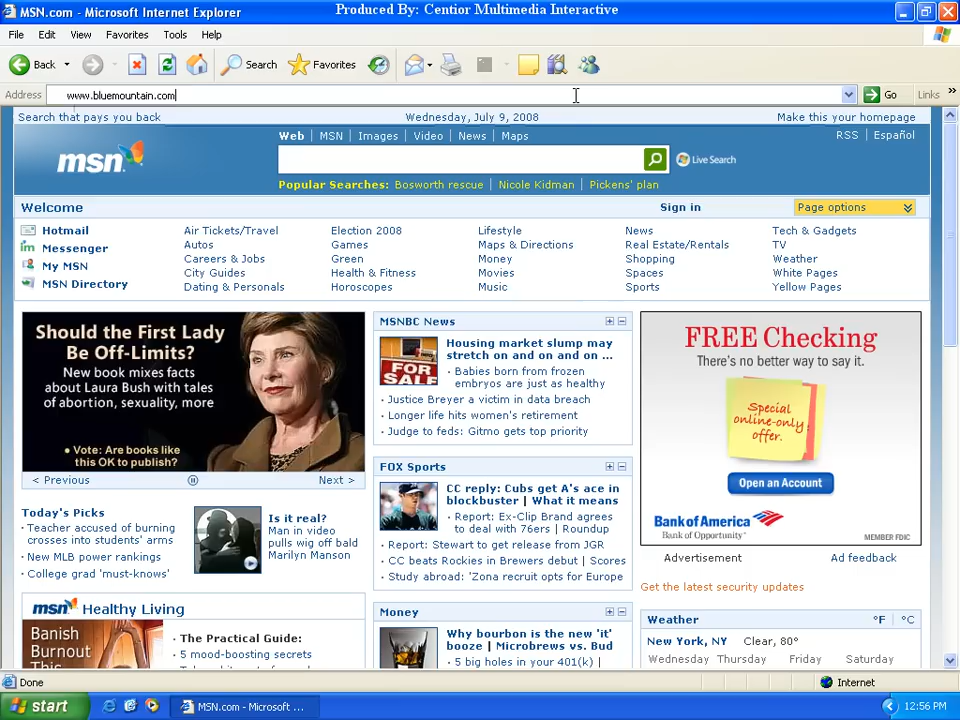 MSN.com - Microsoft Internet Explorer
Produced By: Centior Multimedia Interactive
File Edit View Favorites Tools Help
Back Search Favorites
Address www.bluemountain.com Go Links
Search that pays you back Wednesday, July 9, 2008 Make this your homepage
Web | MSN | Images | Video | News | Maps RSS | Español
msn
Live Search
Popular Searches: Bosworth rescue | Nicole Kidman | Pickens' plan
Welcome Sign in Page options
Hotmail
Messenger
My MSN
MSN Directory
Air Tickets/Travel
Autos
Careers & Jobs
City Guides
Dating & Personals
Election 2008
Games
Green
Health & Fitness
Horoscopes
Lifestyle
Maps & Directions
Money
Movies
Music
News
Real Estate/Rentals
Shopping
Spaces
Sports
Tech & Gadgets
TV
Weather
White Pages
Yellow Pages
Should the First Lady
Be Off-Limits?
New book mixes facts
about Laura Bush with tales
of abortion, sexuality, more
• Vote: Are books like
this OK to publish?
< Previous Next >
Today's Picks
· Teacher accused of burning
crosses into students' arms
· New MLB power rankings
· College grad 'must-knows'
Is it real?
Man in video
pulls wig off bald
Marilyn Manson
msn Healthy Living
Banish
Burnout
This
· The Practical Guide:
· 5 mood-boosting secrets
MSNBC News
FOR
SALE
Housing market slump may
stretch on and on and on ...
· Babies born from frozen
embryos are just as healthy
· Justice Breyer a victim in data breach
· Longer life hits women's retirement
· Judge to feds: Gitmo gets top priority
FOX Sports
CC reply: Cubs get A's ace in
blockbuster | What it means
· Report: Ex-Clip Brand agrees
to deal with 76ers | Roundup
· Report: Stewart to get release from JGR
· CC beats Rockies in Brewers debut | Scores
· Study abroad: 'Zona recruit opts for Europe
Money
Why bourbon is the new 'it'
booze | Microbrews vs. Bud
· 5 big holes in your 401(k) |
FREE Checking
There's no better way to say it.
Special
online-only
offer.
Open an Account
Bank of America
Bank of Opportunity™
MEMBER FDIC
Advertisement Ad feedback
Get the latest security updates
Weather °F | °C
New York, NY Clear, 80°
Wednesday Thursday Friday Saturday
Done Internet
start MSN.com - Microsoft ... 12:56 PM